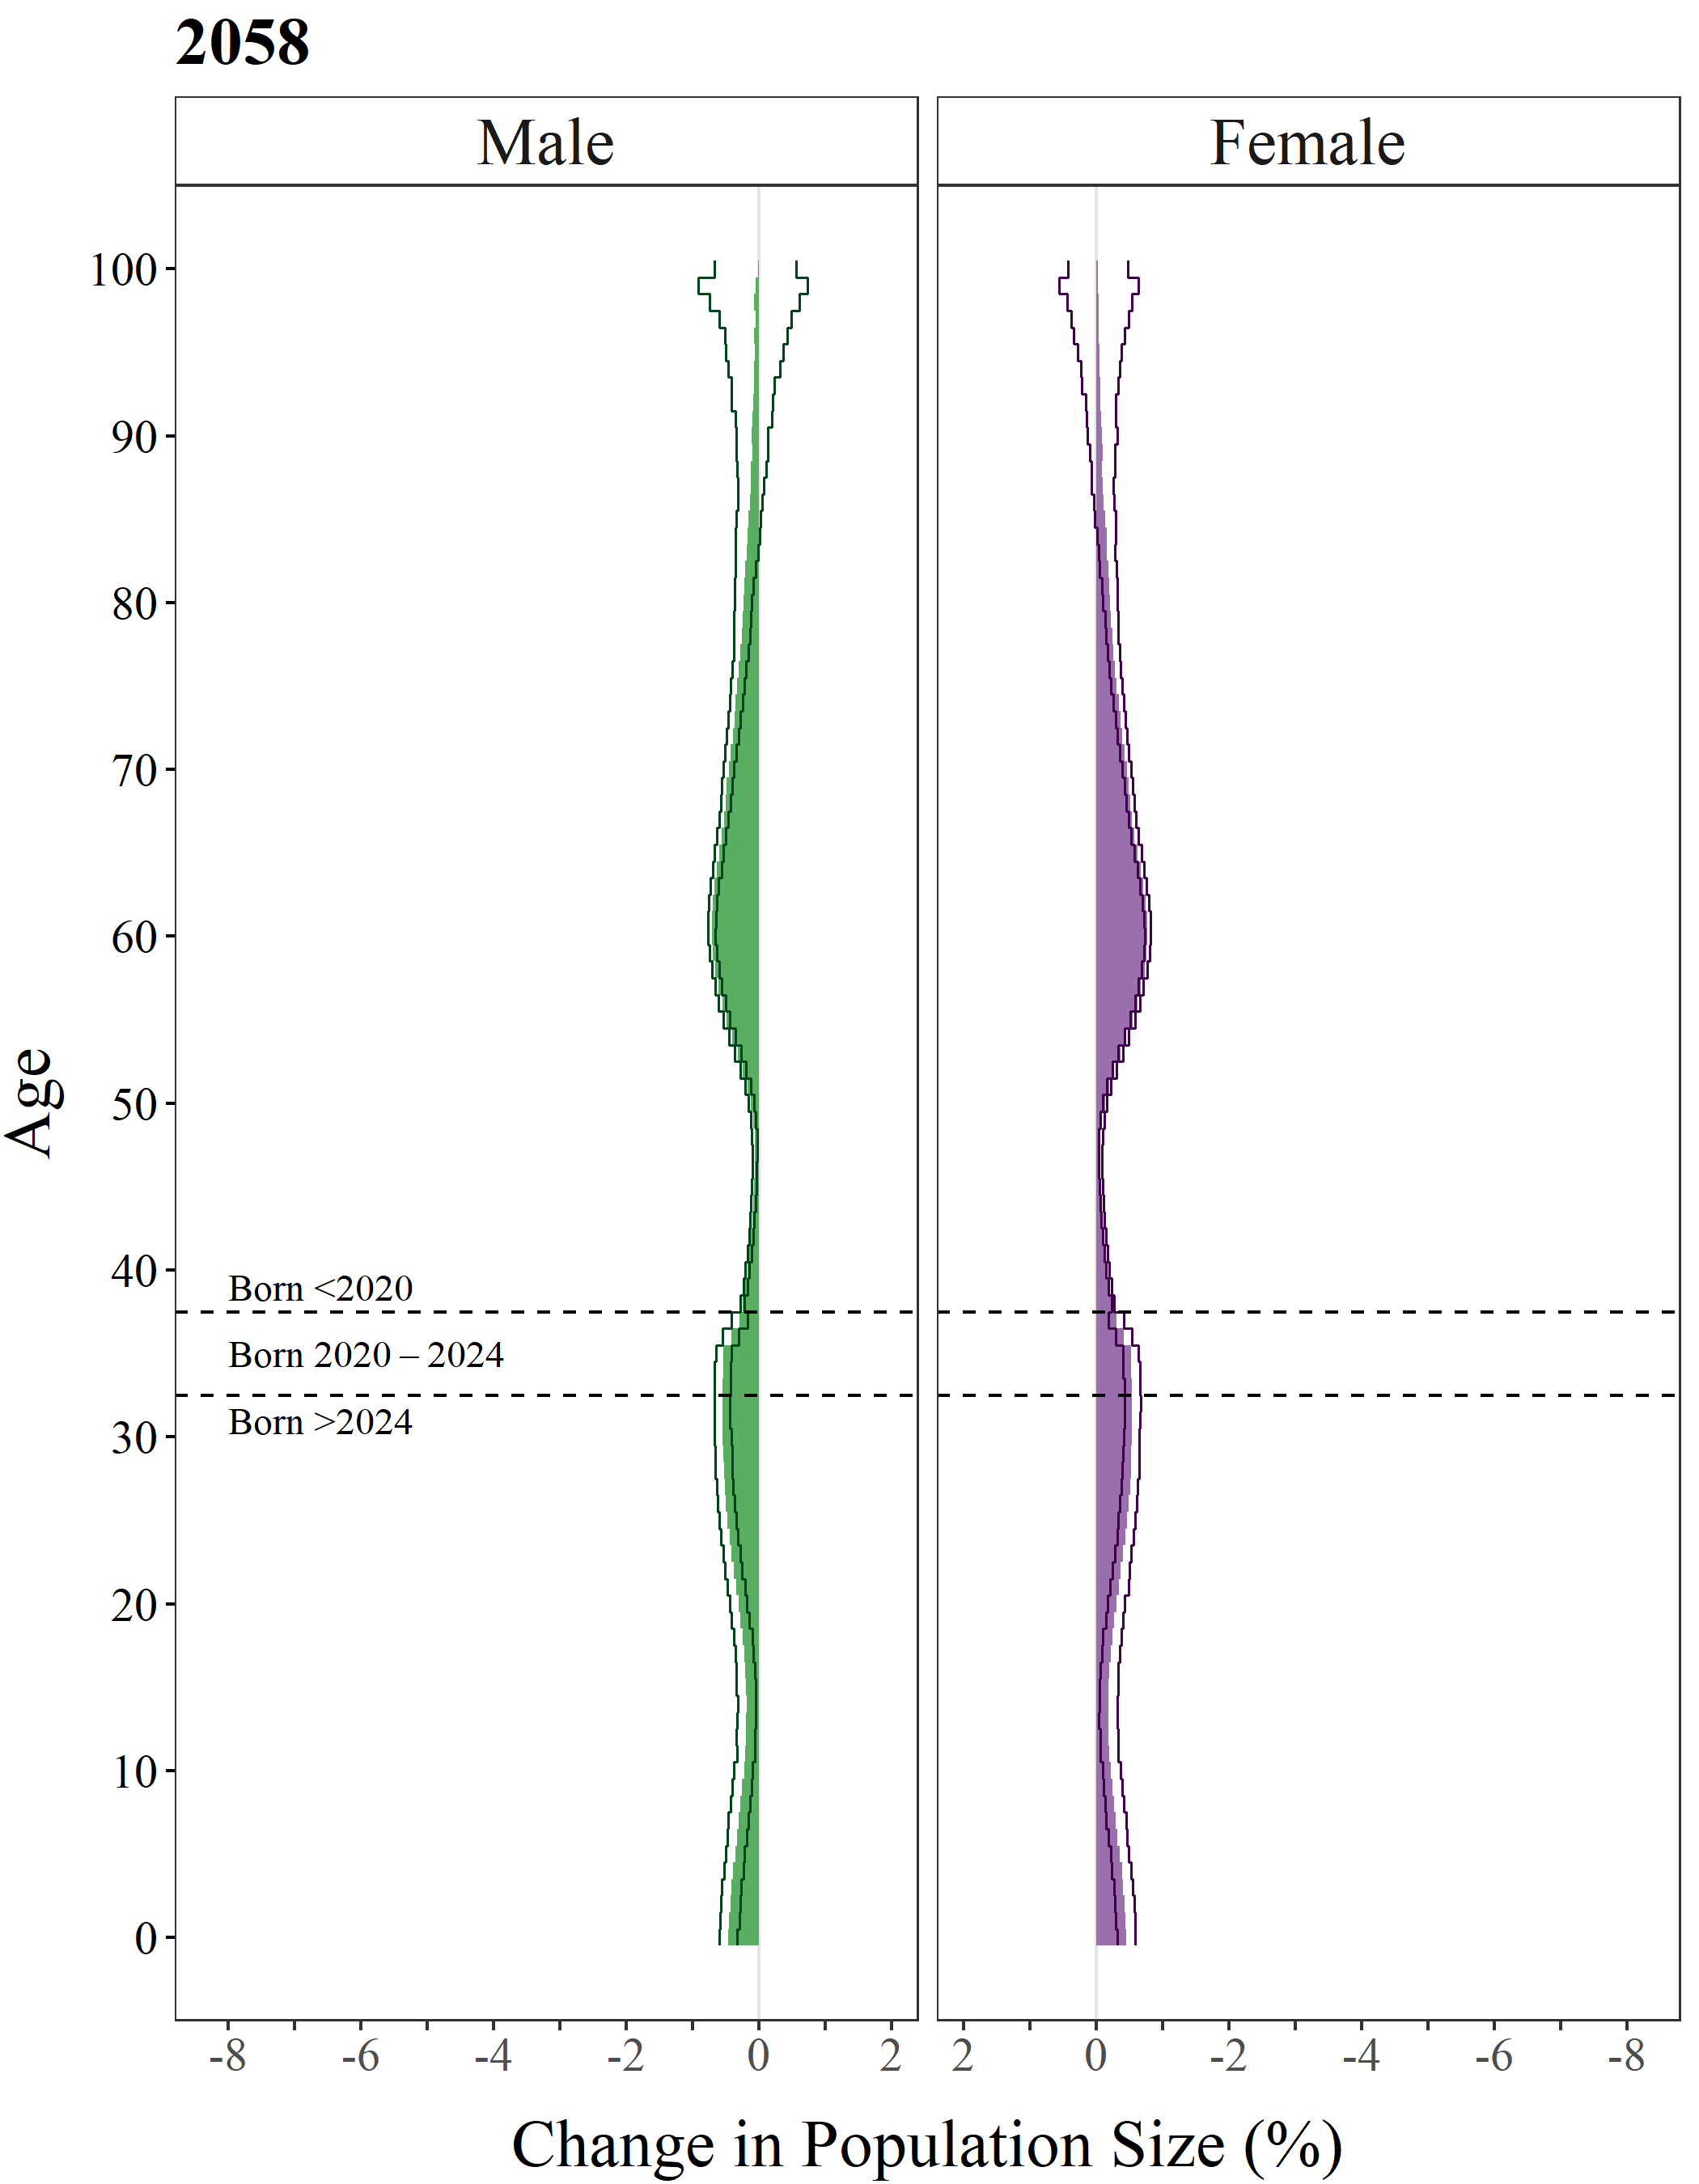 2058
Male
Female
100
90
80
70
60
50
40
30
20
10
0
Age
Born <2020
Born 2020 – 2024
Born >2024
-8 -6 -4 -2 0 2
2 0 -2 -4 -6 -8
Change in Population Size (%)